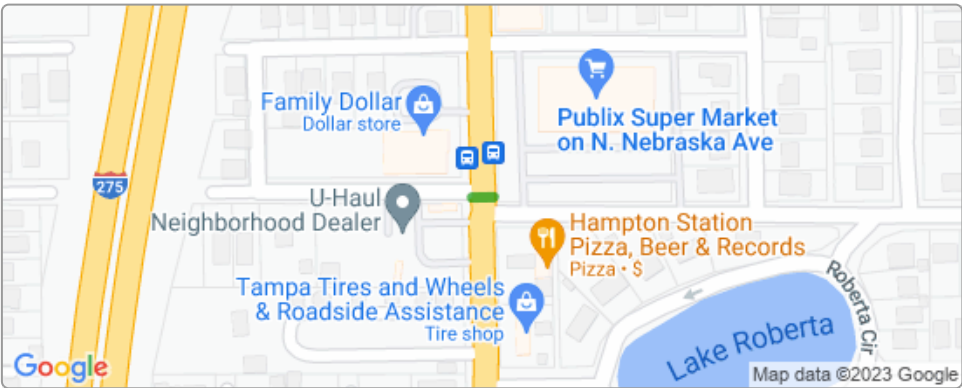 Family Dollar
Dollar store
Publix Super Market
on N. Nebraska Ave
275
U-Haul
Neighborhood Dealer
Hampton Station
Pizza, Beer & Records
Pizza • $
Tampa Tires and Wheels
& Roadside Assistance
Tire shop
Roberta Cir
Lake Roberta
Google
Map data ©2023 Google